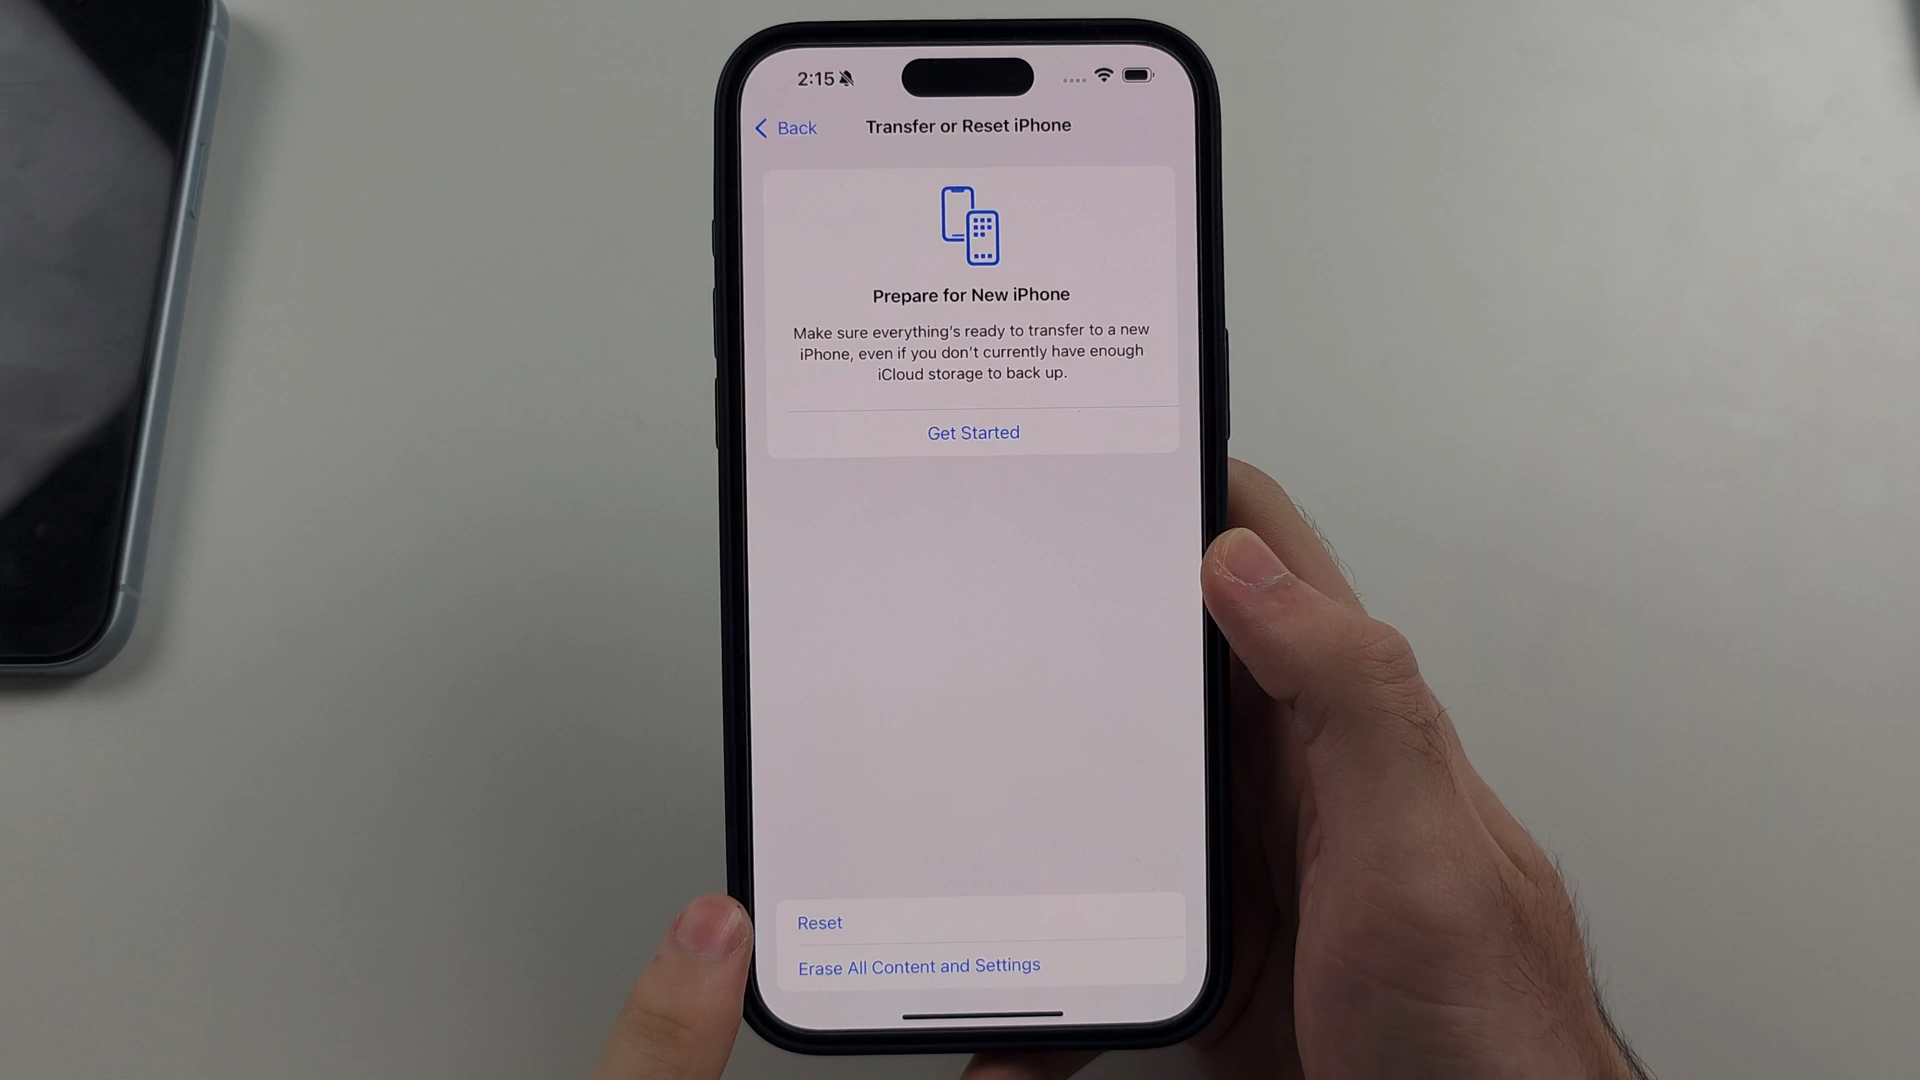 2:15
Back
Transfer or Reset iPhone
Prepare for New iPhone
Make sure everything's ready to transfer to a new
iPhone, even if you don't currently have enough
iCloud storage to back up.
Get Started
Reset
Erase All Content and Settings